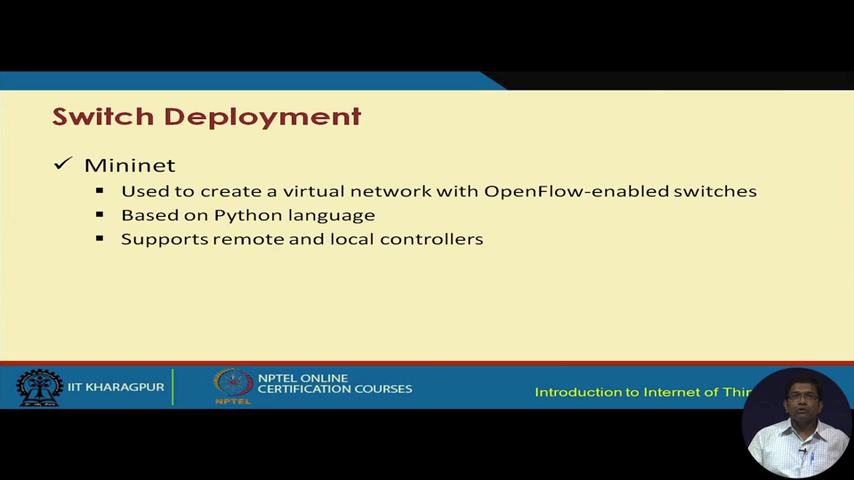 Switch Deployment
✓ Mininet
▪ Used to create a virtual network with OpenFlow-enabled switches
▪ Based on Python language
▪ Supports remote and local controllers
IIT KHARAGPUR
NPTEL ONLINE
CERTIFICATION COURSES
NPTEL
Introduction to Internet of